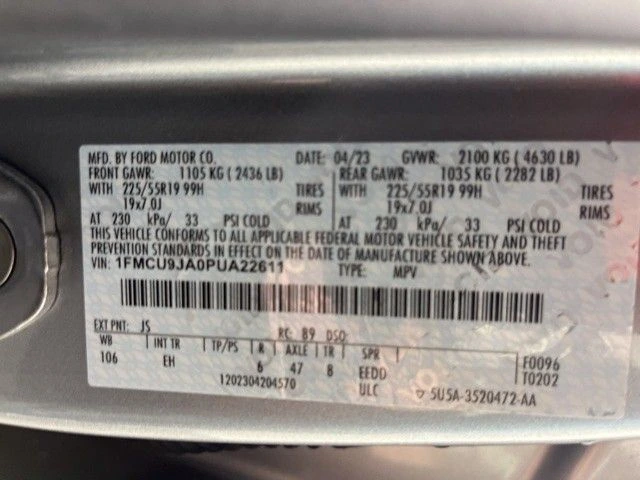 MFD. BY FORD MOTOR CO. DATE: 04/23 GVWR: 2100 KG ( 4630 LB)
FRONT GAWR: 1105 KG ( 2436 LB) REAR GAWR: 1035 KG ( 2282 LB)
WITH 225/55R19 99H TIRES WITH 225/55R19 99H TIRES
19x7.0J RIMS 19x7.0J RIMS
AT 230 kPa/ 33 PSI COLD AT 230 kPa/ 33 PSI COLD
THIS VEHICLE CONFORMS TO ALL APPLICABLE FEDERAL MOTOR VEHICLE SAFETY AND THEFT
PREVENTION STANDARDS IN EFFECT ON THE DATE OF MANUFACTURE SHOWN ABOVE.
VIN: 1FMCU9JA0PUA22611 TYPE: MPV
EXT PNT: JS RC: B9 DSO:
WB INT TR TP/PS R AXLE TR SPR
106 EH 6 47 8 EEDD F0096
1202304204570 ULC T0202
5U5A-3520472-AA